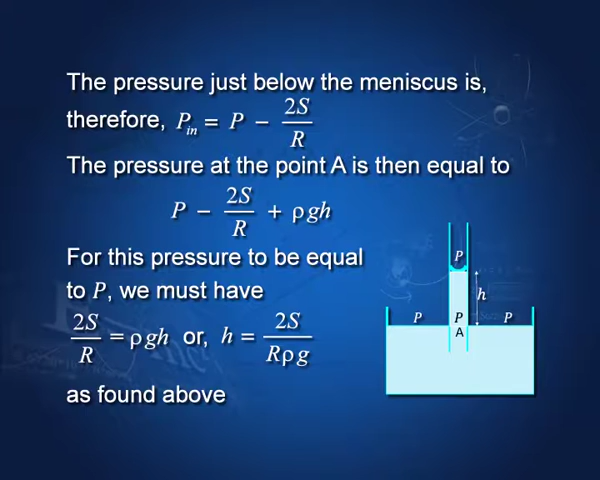 The pressure just below the meniscus is,
therefore, P_in = P − 2S/R
The pressure at the point A is then equal to
P − 2S/R + ρgh
For this pressure to be equal
to P, we must have
2S/R = ρgh or, h = 2S/Rρg
as found above
P
h
P P P
A